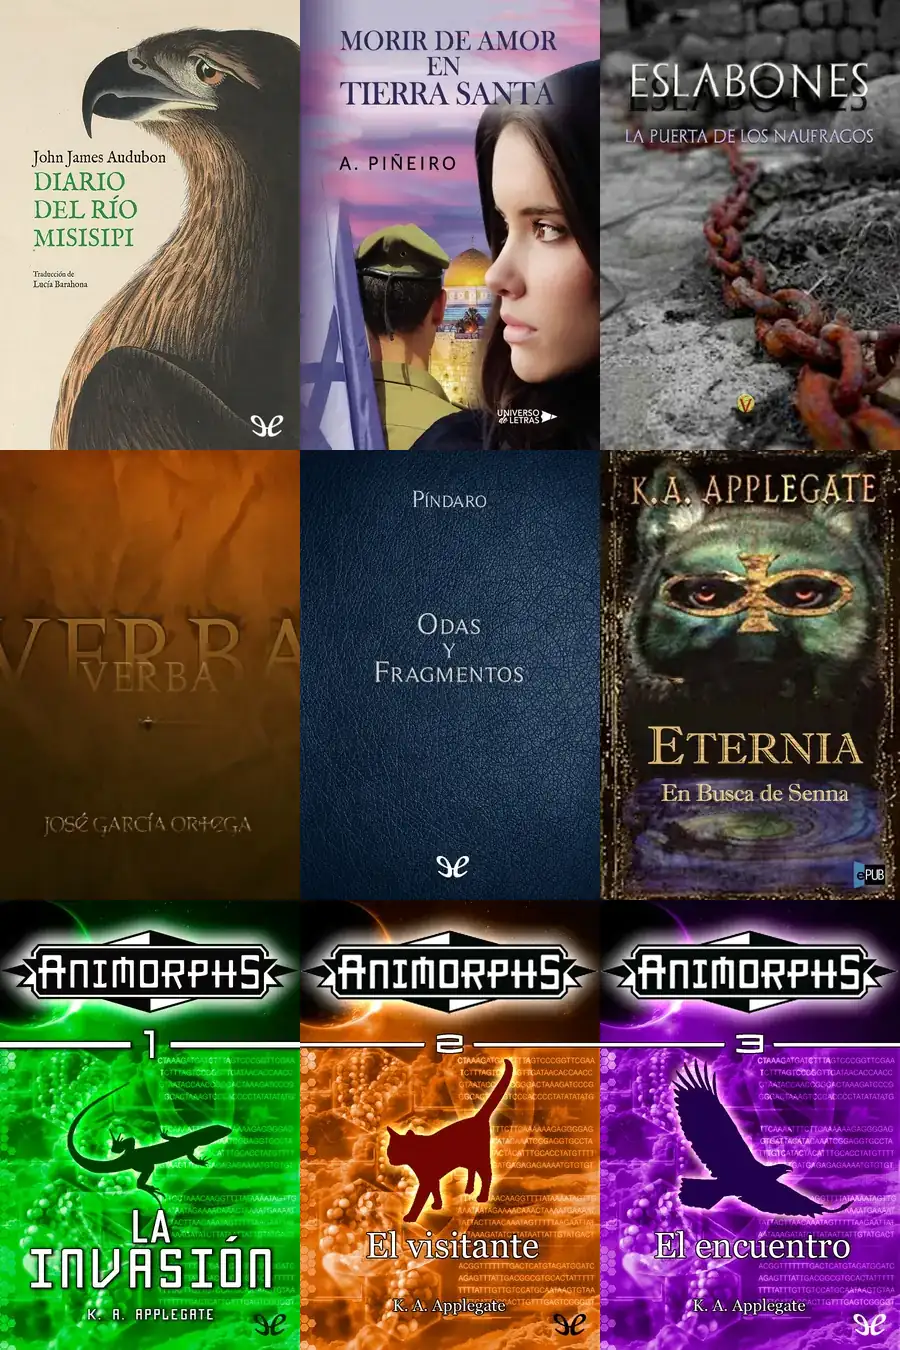 John James Audubon
DIARIO
DEL RÍO
MISISIPI
Traducción de
Lucía Barahona
MORIR DE AMOR
EN
TIERRA SANTA
A. PIÑEIRO
UNIVERSO
de LETRAS
ESLABONES
LA PUERTA DE LOS NAUFRAGOS
VERBA
VERBA
JOSÉ GARCÍA ORTEGA
PÍNDARO
ODAS
Y
FRAGMENTOS
K. A. APPLEGATE
ETERNIA
En Busca de Senna
ePUB
ANIMORPHS
1
LA
INVASIÓN
K. A. APPLEGATE
ANIMORPHS
2
El visitante
K. A. Applegate
ANIMORPHS
3
El encuentro
K. A. Applegate